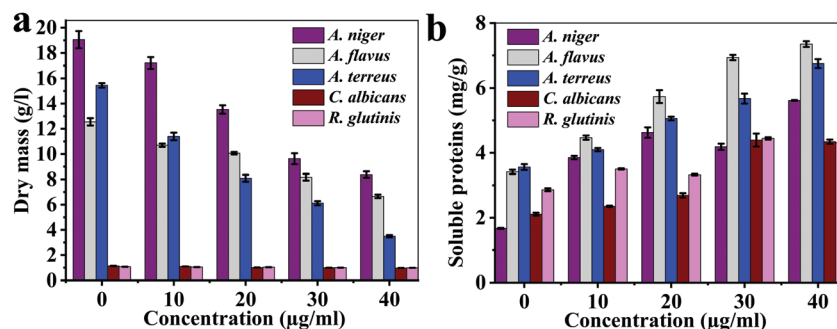 a
Dry mass (g/l)
20
18
16
14
12
10
8
6
4
2
0
A. niger
A. flavus
A. terreus
C. albicans
R. glutinis
0 10 20 30 40
Concentration (µg/ml)
b
Soluble proteins (mg/g)
8
6
4
2
0
A. niger
A. flavus
A. terreus
C. albicans
R. glutinis
0 10 20 30 40
Concentration (µg/ml)